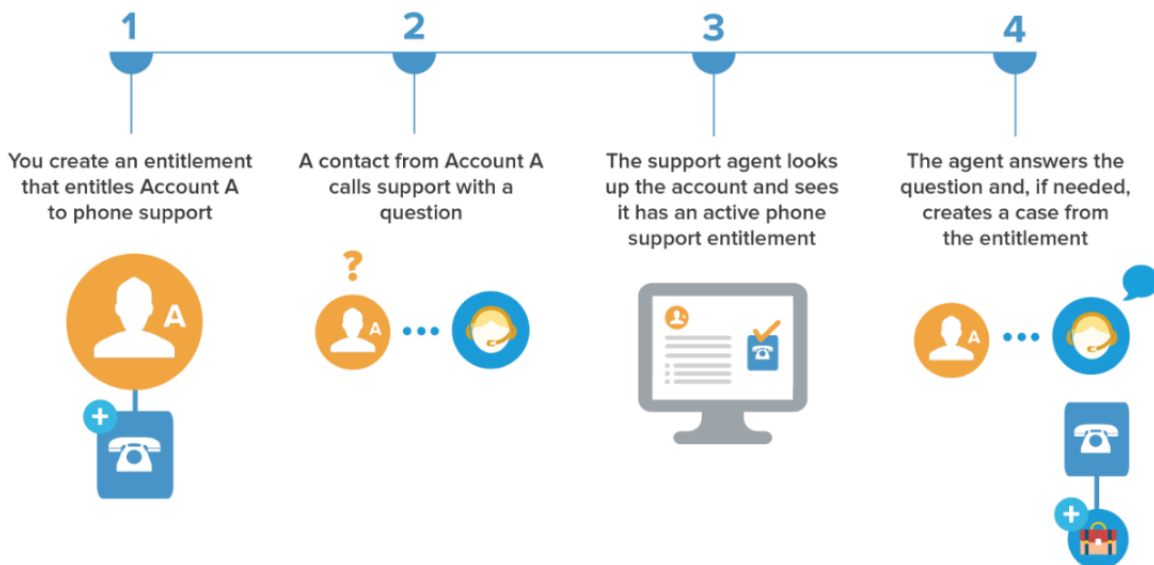 1
2
3
4
You create an entitlement
that entitles Account A
to phone support
A contact from Account A
calls support with a
question
The support agent looks
up the account and sees
it has an active phone
support entitlement
The agent answers the
question and, if needed,
creates a case from
the entitlement
A
?
A
A